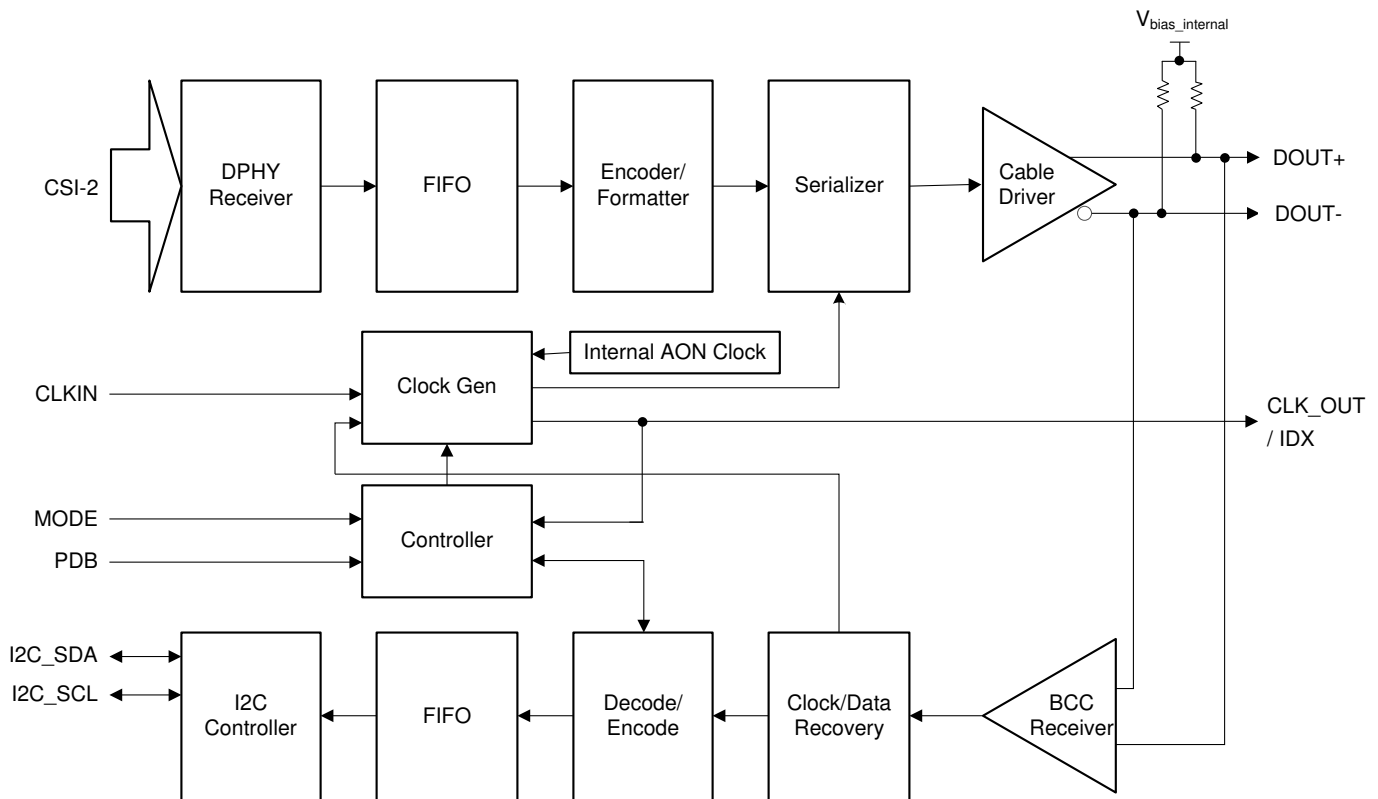 Vbias_internal
CSI-2
DPHY
Receiver
FIFO
Encoder/
Formatter
Serializer
Cable
Driver
DOUT+
DOUT-
Internal AON Clock
Clock Gen
CLKIN
CLK_OUT
/ IDX
MODE
PDB
Controller
I2C_SDA
I2C_SCL
I2C
Controller
FIFO
Decode/
Encode
Clock/Data
Recovery
BCC
Receiver